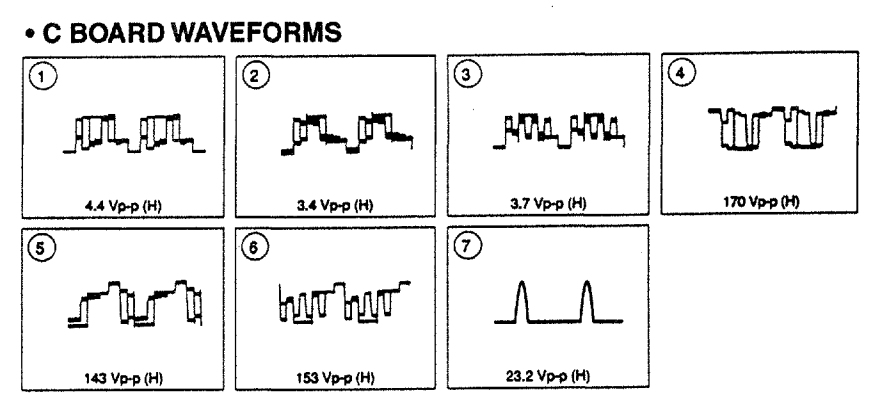 • C BOARD WAVEFORMS
1 2 3 4
4.4 Vp-p (H) 3.4 Vp-p (H) 3.7 Vp-p (H) 170 Vp-p (H)
5 6 7
143 Vp-p (H) 153 Vp-p (H) 23.2 Vp-p (H)